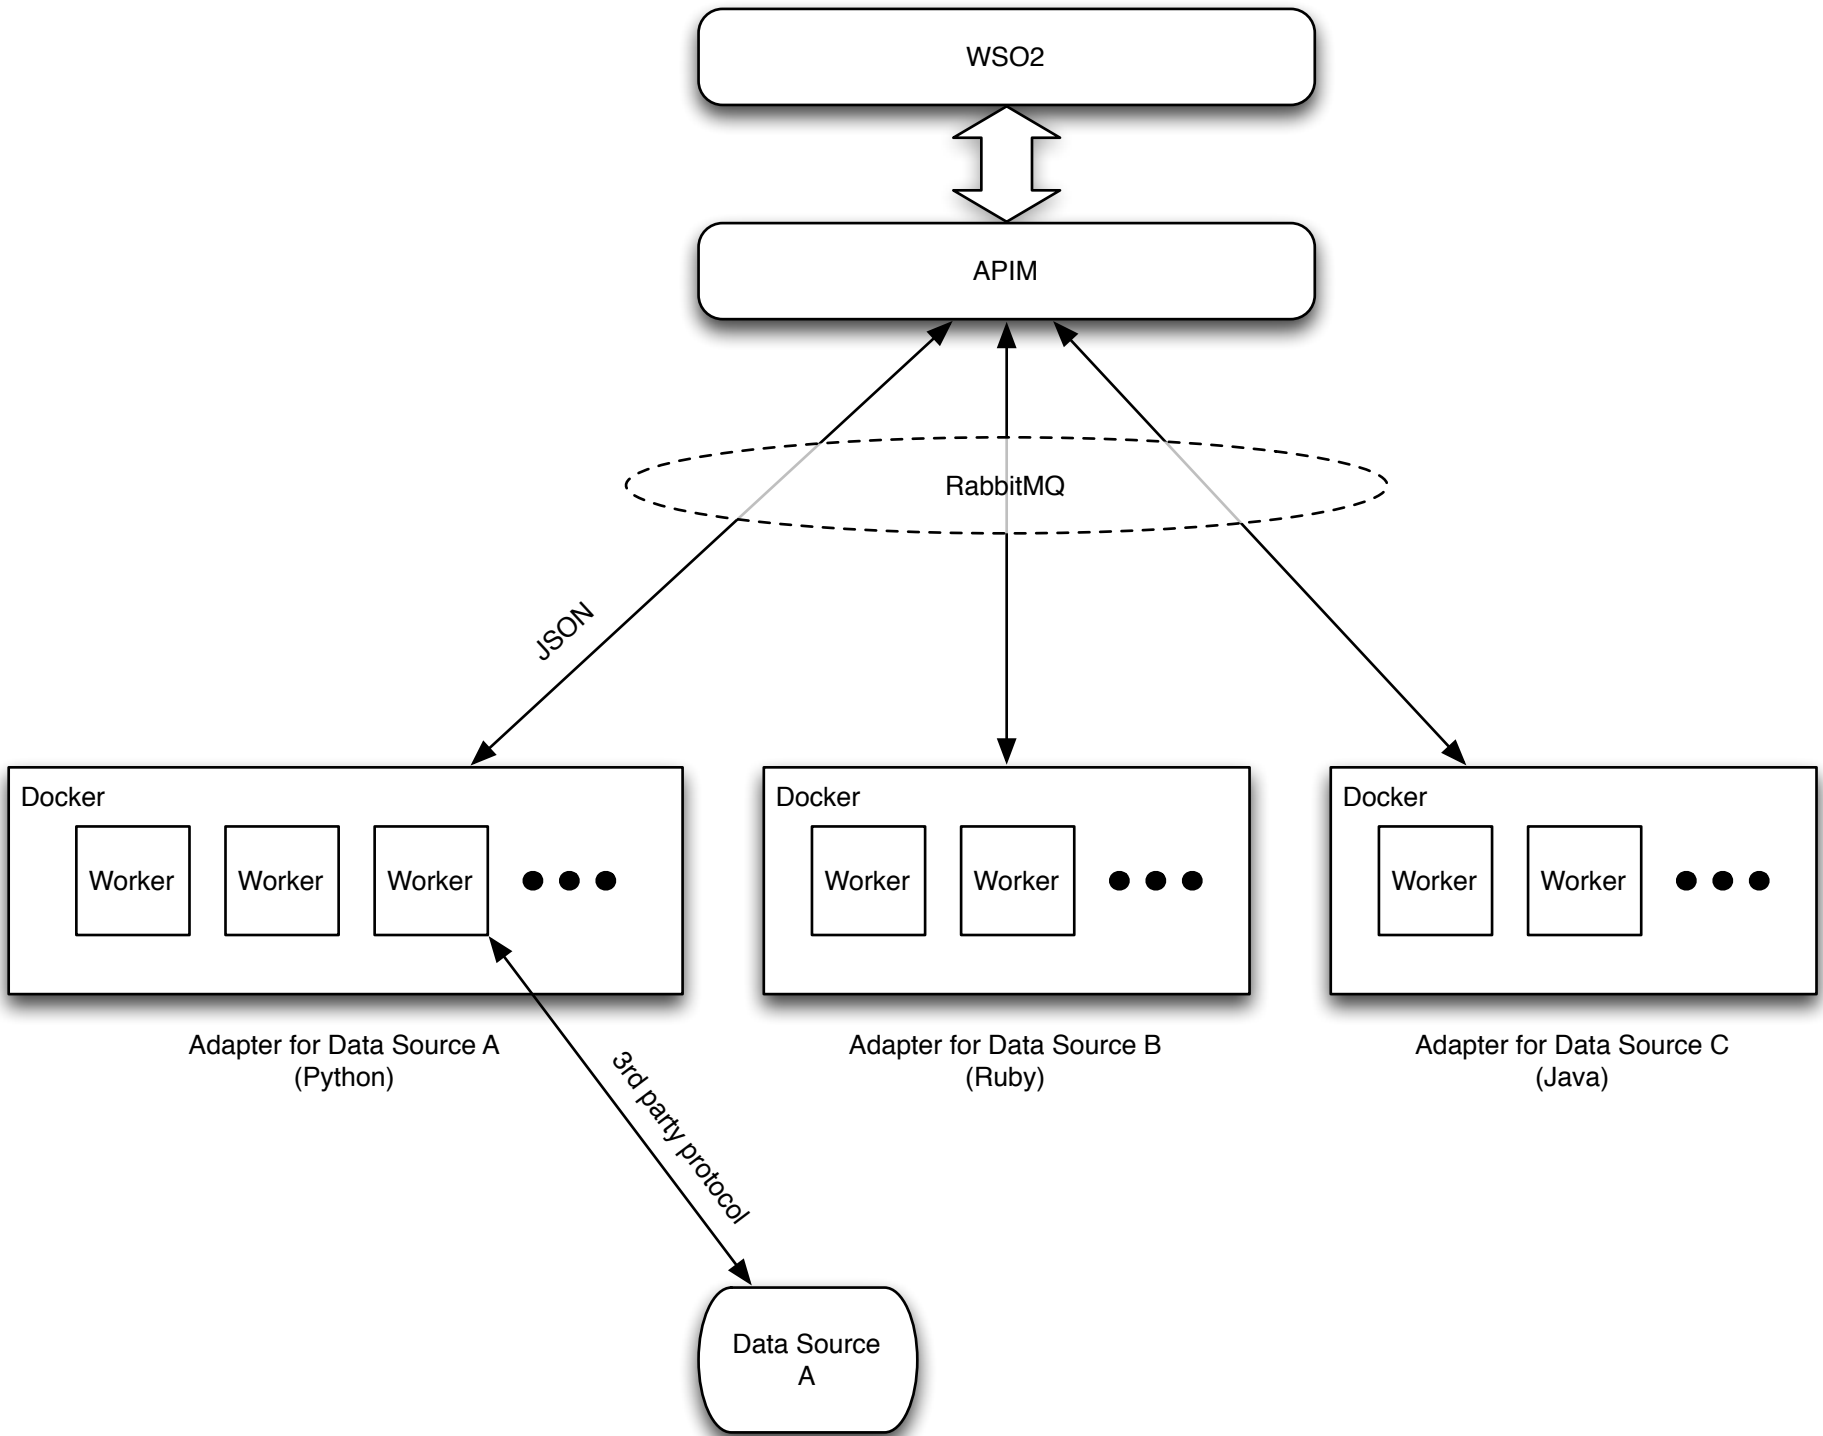 WSO2
APIM
RabbitMQ
JSON
Docker
Worker
Worker
Worker
Adapter for Data Source A
(Python)
Docker
Worker
Worker
Adapter for Data Source B
(Ruby)
Docker
Worker
Worker
Adapter for Data Source C
(Java)
3rd party protocol
Data Source
A